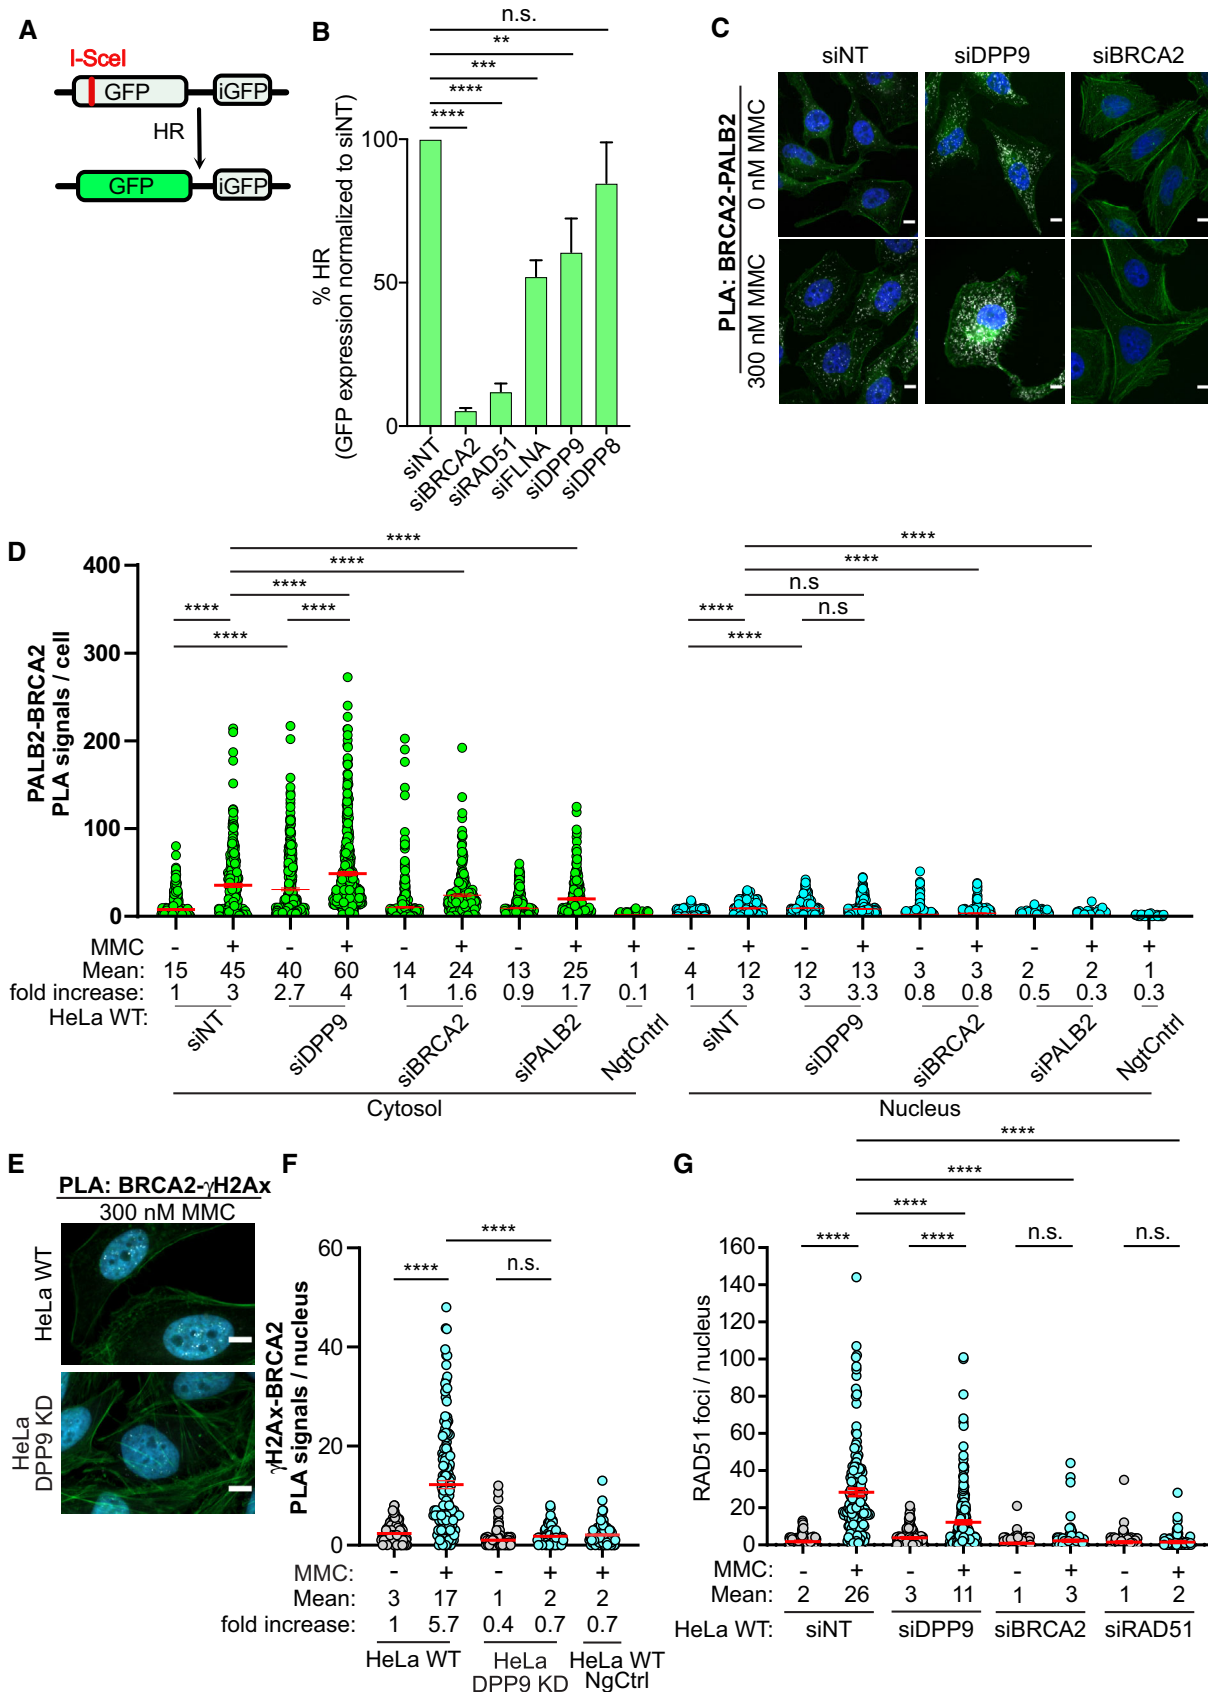 A
I-SceI
GFP
iGFP
HR
GFP
iGFP
B
n.s.
**
***
****
****
100
50
0
% HR
(GFP expression normalized to siNT)
siNT
siBRCA2
siRAD51
siFLNA
siDPP9
siDPP8
C
siNT siDPP9 siBRCA2
PLA: BRCA2-PALB2
0 nM MMC
300 nM MMC
D
PALB2-BRCA2
PLA signals / cell
400
300
200
100
0
****
****
**** ****
**** ****
****
****
n.s
**** n.s
****
MMC - + - + - + - + + - + - + - + - + +
Mean: 15 45 40 60 14 24 13 25 1 4 12 12 13 3 3 2 2 1
fold increase: 1 3 2.7 4 1 1.6 0.9 1.7 0.1 1 3 3 3.3 0.8 0.8 0.5 0.3 0.3
HeLa WT: siNT siDPP9 siBRCA2 siPALB2 NgtCntrl siNT siDPP9 siBRCA2 siPALB2 NgtCntrl
Cytosol Nucleus
E
PLA: BRCA2-γH2Ax
300 nM MMC
HeLa WT
HeLa
DPP9 KD
F
γH2Ax-BRCA2
PLA signals / nucleus
60
40
20
0
****
**** n.s.
MMC: - + - + +
Mean: 3 17 1 2 2
fold increase: 1 5.7 0.4 0.7 0.7
HeLa WT HeLa HeLa WT
DPP9 KD NgCtrl
G
RAD51 foci / nucleus
160
140
120
100
80
60
40
20
0
****
****
****
**** **** n.s. n.s.
MMC: - + - + - + - +
Mean: 2 26 3 11 1 3 1 2
HeLa WT: siNT siDPP9 siBRCA2 siRAD51